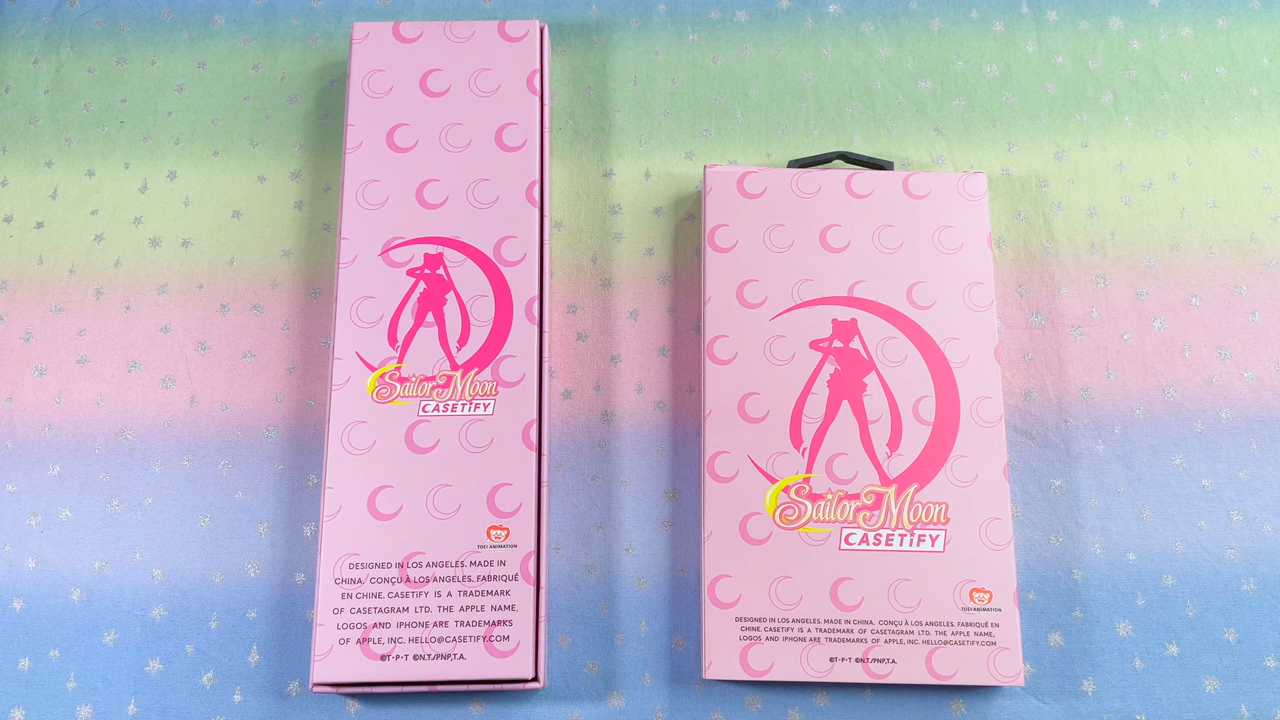 Sailor Moon
CASETiFY
TOEI ANIMATION
DESIGNED IN LOS ANGELES. MADE IN
CHINA. CONÇU À LOS ANGELES. FABRIQUÉ
EN CHINE. CASETiFY IS A TRADEMARK
OF CASETAGRAM LTD. THE APPLE NAME,
LOGOS AND IPHONE ARE TRADEMARKS
OF APPLE, INC. HELLO@CASETIFY.COM
©T・P・T ©N.T./PNP,T.A.
Sailor Moon
CASETiFY
TOEI ANIMATION
DESIGNED IN LOS ANGELES. MADE IN CHINA. CONÇU À LOS ANGELES. FABRIQUÉ EN
CHINE. CASETIFY IS A TRADEMARK OF CASETAGRAM LTD. THE APPLE NAME,
LOGOS AND IPHONE ARE TRADEMARKS OF APPLE, INC. HELLO@CASETIFY.COM
©T・P・T ©N.T./PNP,T.A.